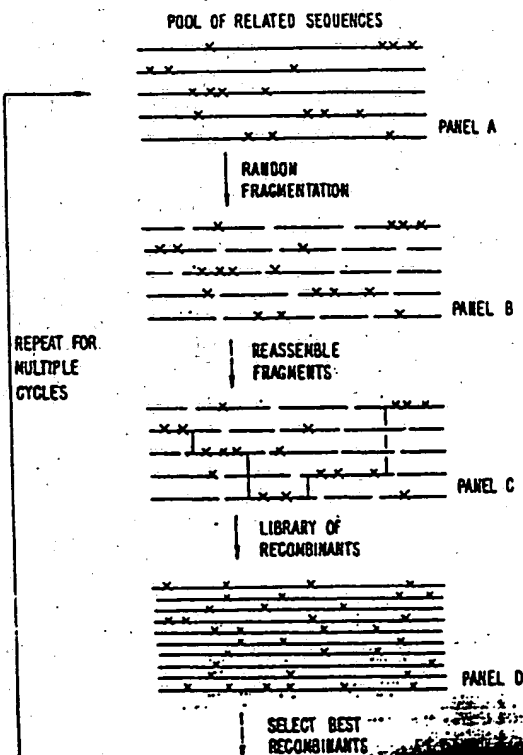 POOL OF RELATED SEQUENCES
PANEL A
RANDOM
FRAGMENTATION
PANEL B
REPEAT FOR
MULTIPLE
CYCLES
REASSEMBLE
FRAGMENTS
PANEL C
LIBRARY OF
RECOMBINANTS
PANEL D
SELECT BEST
RECOMBINANTS